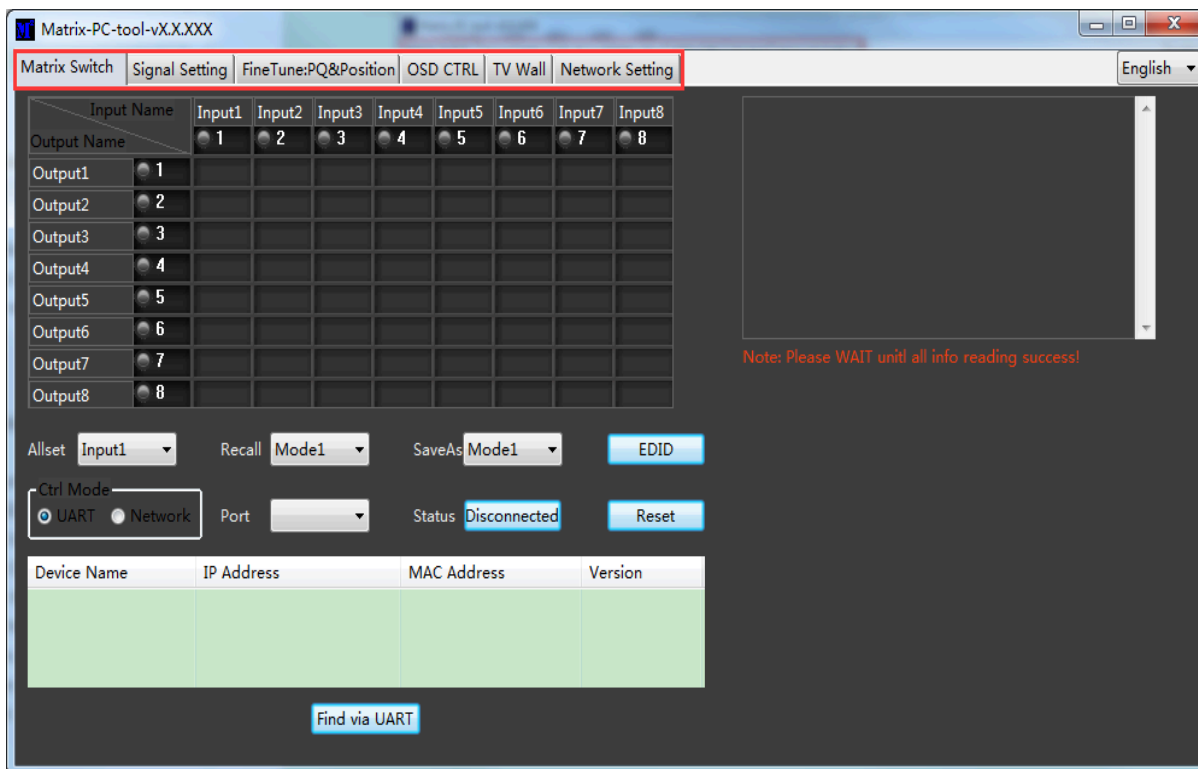 Matrix-PC-tool-vX.X.XXX
Matrix Switch Signal Setting FineTune:PQ&Position OSD CTRL TV Wall Network Setting English
Input Name Input1 Input2 Input3 Input4 Input5 Input6 Input7 Input8
Output Name 1 2 3 4 5 6 7 8
Output1 1
Output2 2
Output3 3
Output4 4
Output5 5
Output6 6
Output7 7
Output8 8
Note: Please WAIT unitl all info reading success!
Allset Input1 Recall Mode1 SaveAs Mode1 EDID
Ctrl Mode
UART Network Port Status Disconnected Reset
Device Name IP Address MAC Address Version
Find via UART